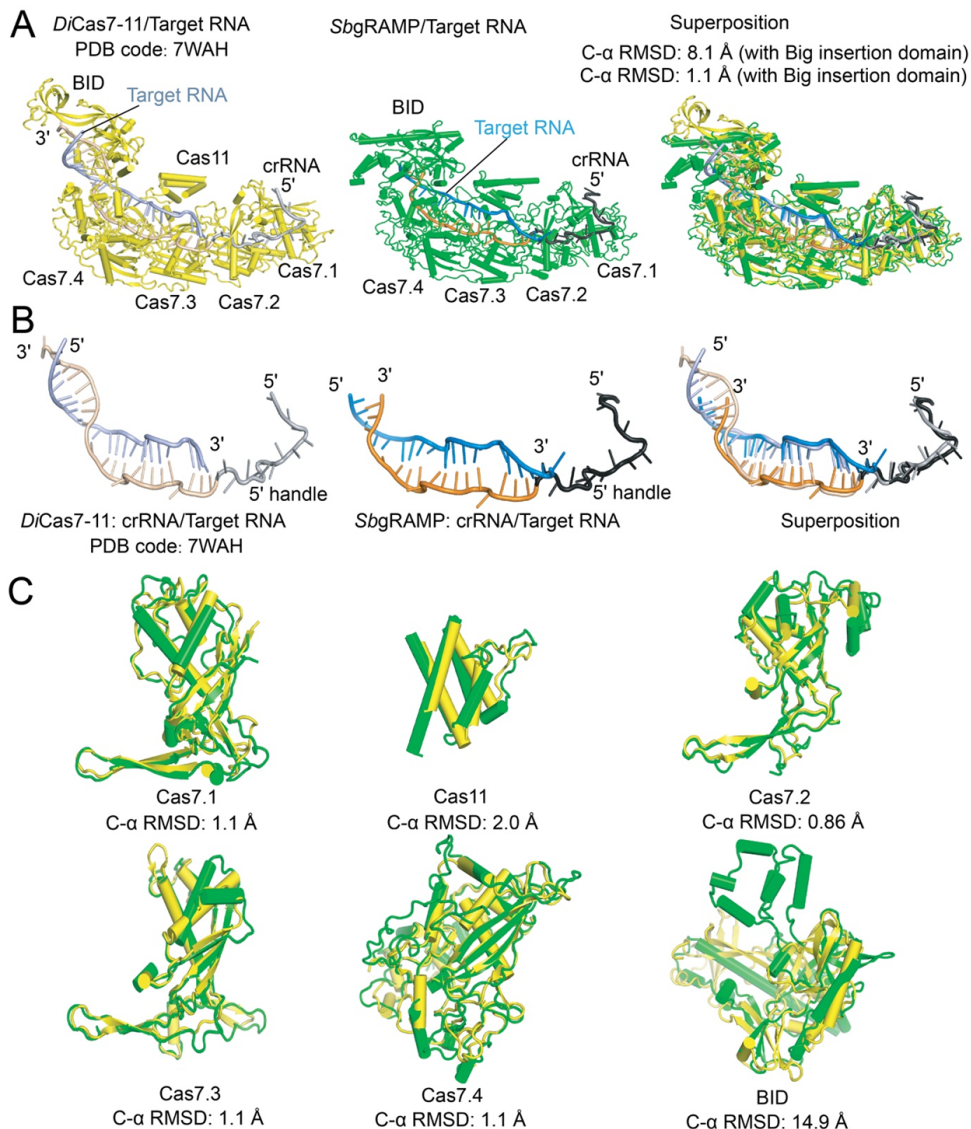 A
DiCas7-11/Target RNA
PDB code: 7WAH
BID
Target RNA
3'
Cas11
crRNA
5'
Cas7.4
Cas7.3
Cas7.2
Cas7.1
SbgRAMP/Target RNA
BID
Target RNA
crRNA
5'
Cas7.4
Cas7.3
Cas7.2
Cas7.1
Superposition
C-α RMSD: 8.1 Å (with Big insertion domain)
C-α RMSD: 1.1 Å (with Big insertion domain)
B
3'
5'
5'
3'
5' handle
DiCas7-11: crRNA/Target RNA
PDB code: 7WAH
5'
3'
5'
3'
5' handle
SbgRAMP: crRNA/Target RNA
5'
3'
5'
3'
5' handle
Superposition
C
Cas7.1
C-α RMSD: 1.1 Å
Cas11
C-α RMSD: 2.0 Å
Cas7.2
C-α RMSD: 0.86 Å
Cas7.3
C-α RMSD: 1.1 Å
Cas7.4
C-α RMSD: 1.1 Å
BID
C-α RMSD: 14.9 Å